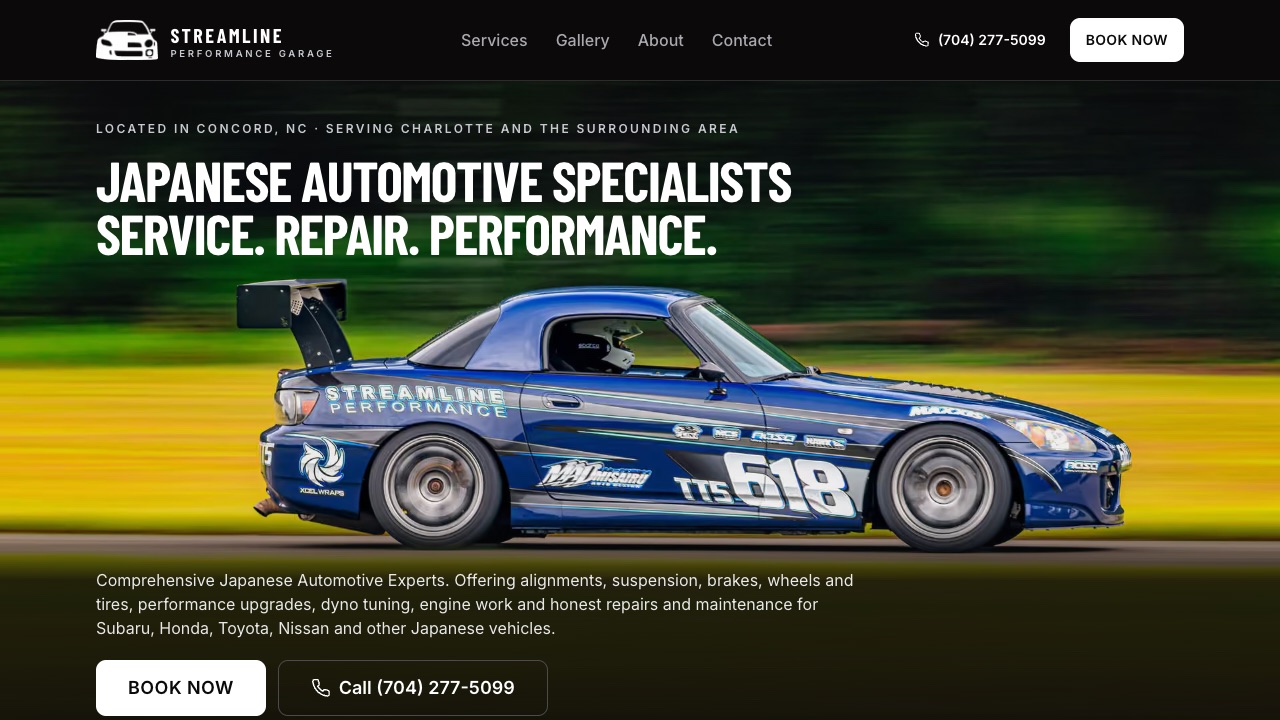 STREAMLINE
PERFORMANCE GARAGE
Services
Gallery
About
Contact
(704) 277-5099
BOOK NOW
LOCATED IN CONCORD, NC · SERVING CHARLOTTE AND THE SURROUNDING AREA
JAPANESE AUTOMOTIVE SPECIALISTS
SERVICE. REPAIR. PERFORMANCE.
STREAMLINE
PERFORMANCE
MAXXIS
XCEL WRAPS
TTS 618
Comprehensive Japanese Automotive Experts. Offering alignments, suspension, brakes, wheels and
tires, performance upgrades, dyno tuning, engine work and honest repairs and maintenance for
Subaru, Honda, Toyota, Nissan and other Japanese vehicles.
BOOK NOW
Call (704) 277-5099